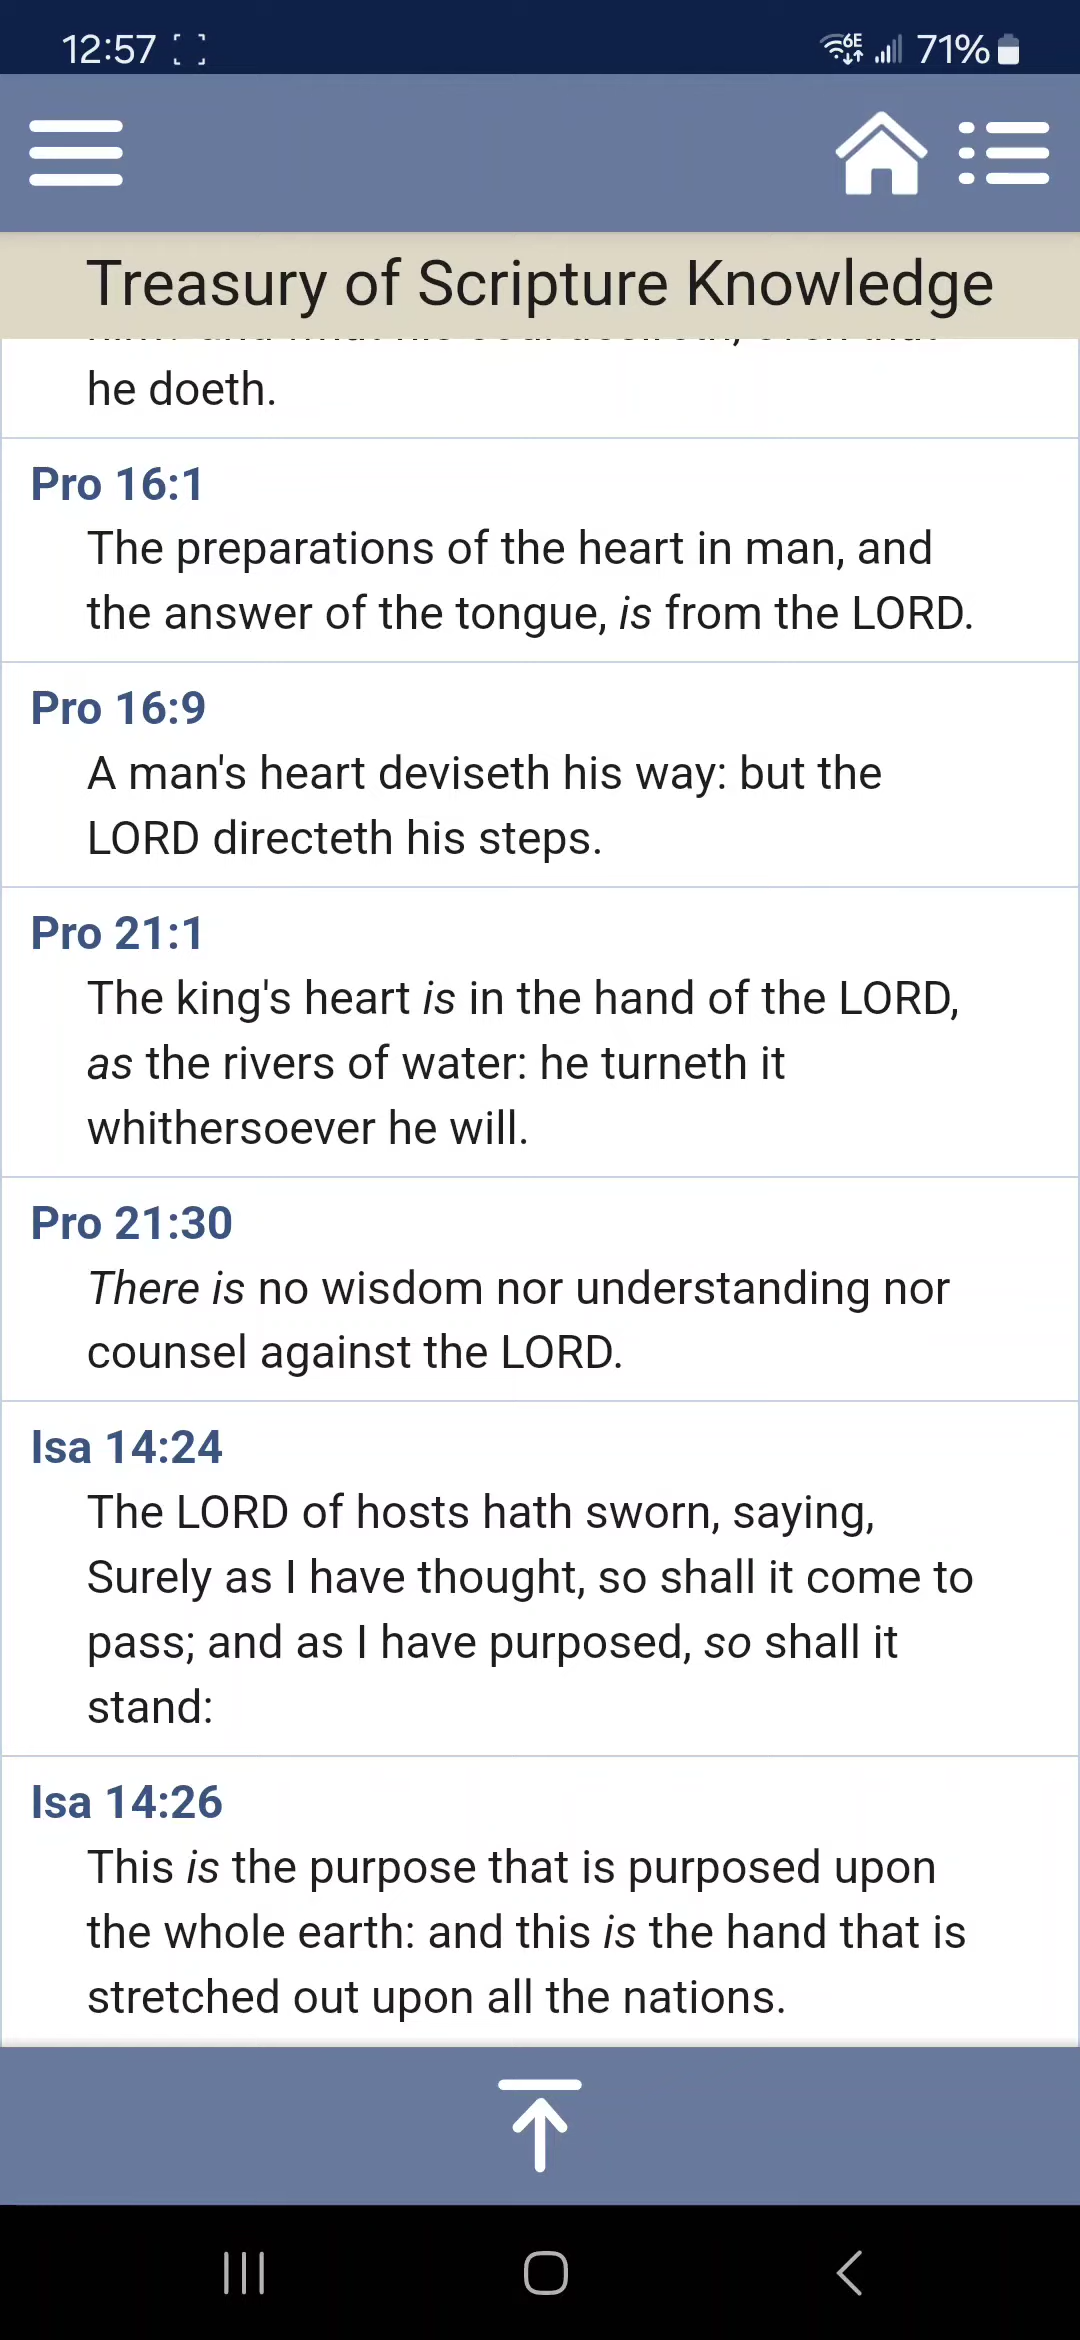 12:57
6E 71%
Treasury of Scripture Knowledge
he doeth.
Pro 16:1
The preparations of the heart in man, and
the answer of the tongue, is from the LORD.
Pro 16:9
A man's heart deviseth his way: but the
LORD directeth his steps.
Pro 21:1
The king's heart is in the hand of the LORD,
as the rivers of water: he turneth it
whithersoever he will.
Pro 21:30
There is no wisdom nor understanding nor
counsel against the LORD.
Isa 14:24
The LORD of hosts hath sworn, saying,
Surely as I have thought, so shall it come to
pass; and as I have purposed, so shall it
stand:
Isa 14:26
This is the purpose that is purposed upon
the whole earth: and this is the hand that is
stretched out upon all the nations.